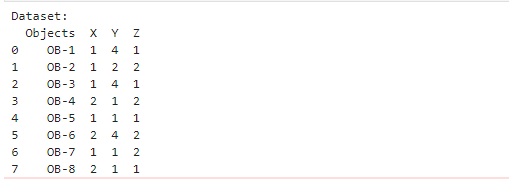 Dataset:
Objects X Y Z
0 OB-1 1 4 1
1 OB-2 1 2 2
2 OB-3 1 4 1
3 OB-4 2 1 2
4 OB-5 1 1 1
5 OB-6 2 4 2
6 OB-7 1 1 2
7 OB-8 2 1 1